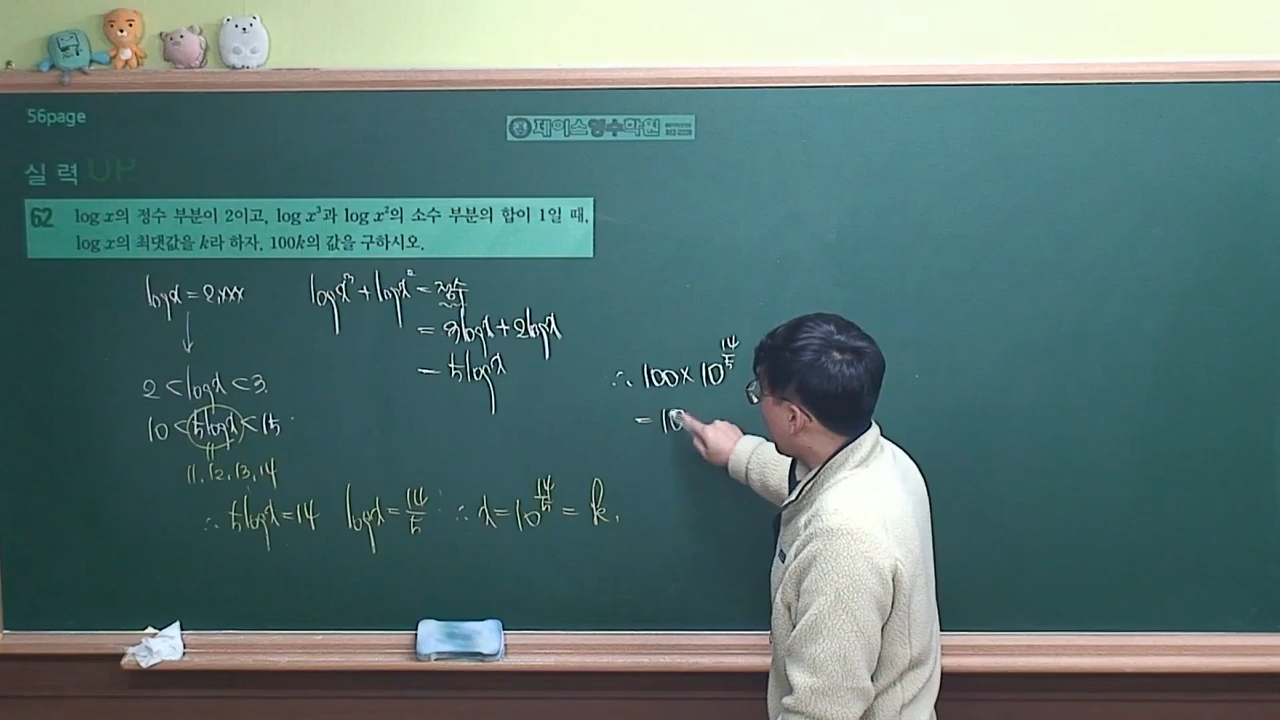 56page
제이스영수학원
실력 UP
62 log x의 정수 부분이 2이고, log x³과 log x²의 소수 부분의 합이 1일 때,
log x의 최댓값을 k라 하자. 100k의 값을 구하시오.
logx = 2.xxx
↓
2 < logx < 3
10 < 5logx < 15
11, 12, 13, 14
∴ 5logx = 14 logx = 14/5 ∴ x = 10^(14/5) = k.
logx³ + logx² = 정수
= 3logx + 2logx
= 5logx
∴ 100 × 10^(14/5)
= 10